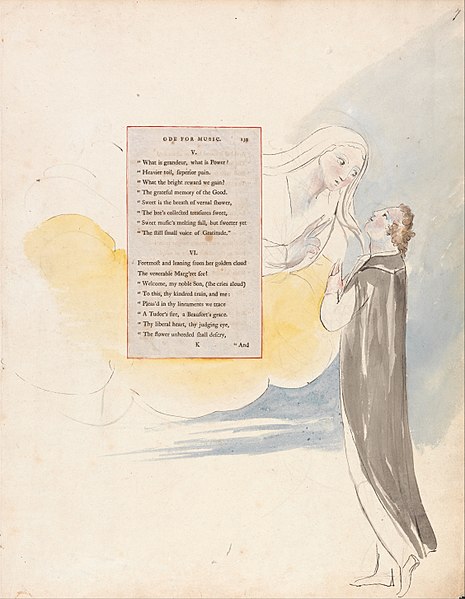 7
ODE FOR MUSIC. 139
V.
“ What is grandeur, what is Power?
“ Heavier toil, superior pain.
“ What the bright reward we gain?
“ The grateful memory of the Good.
“ Sweet is the breath of vernal shower,
“ The bee's collected treasures sweet,
“ Sweet music's melting fall, but sweeter yet
“ The still small voice of Gratitude.”
VI.
Foremost and leaning from her golden cloud
The venerable Marg'ret see!
“ Welcome, my noble Son, (she cries aloud)
“ To this, thy kindred train, and me:
“ Pleas'd in thy lineaments we trace
“ A Tudor's fire, a Beaufort's grace.
“ Thy liberal heart, thy judging eye,
“ The flower unheeded shall descry,
K “ And